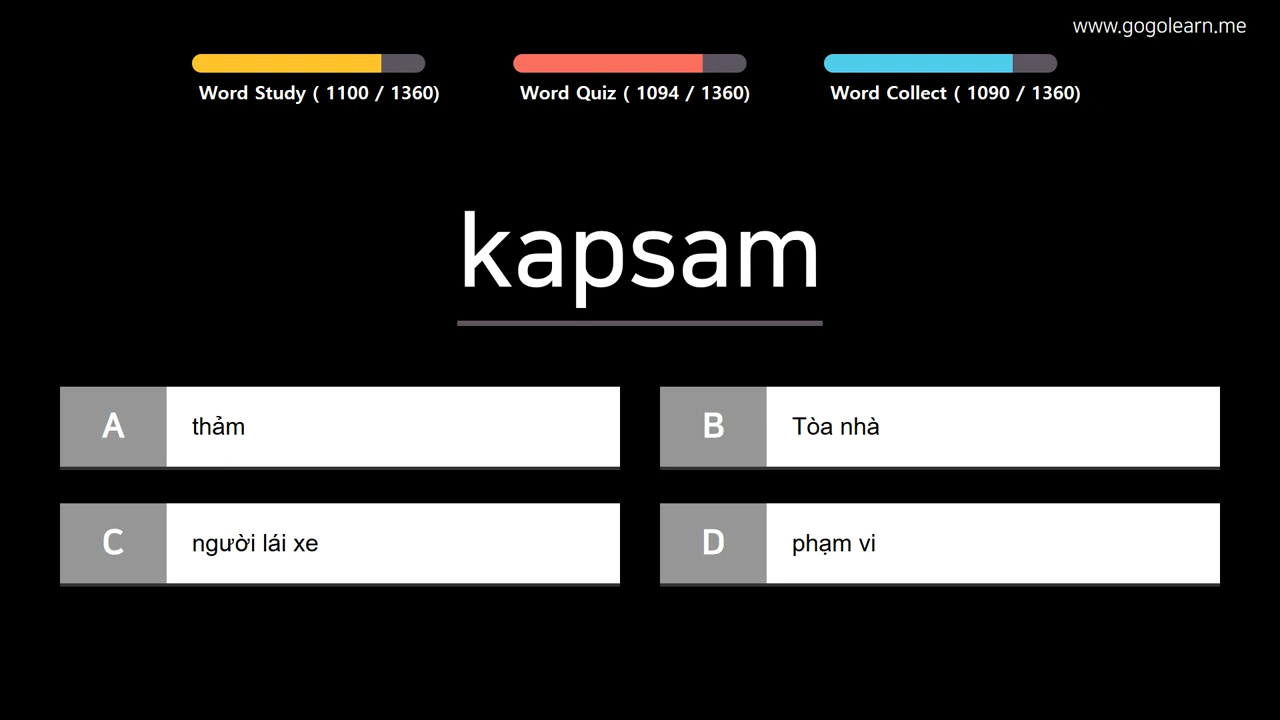 www.gogolearn.me
Word Study ( 1100 / 1360)
Word Quiz ( 1094 / 1360)
Word Collect ( 1090 / 1360)
kapsam
A thảm
B Tòa nhà
C người lái xe
D phạm vi